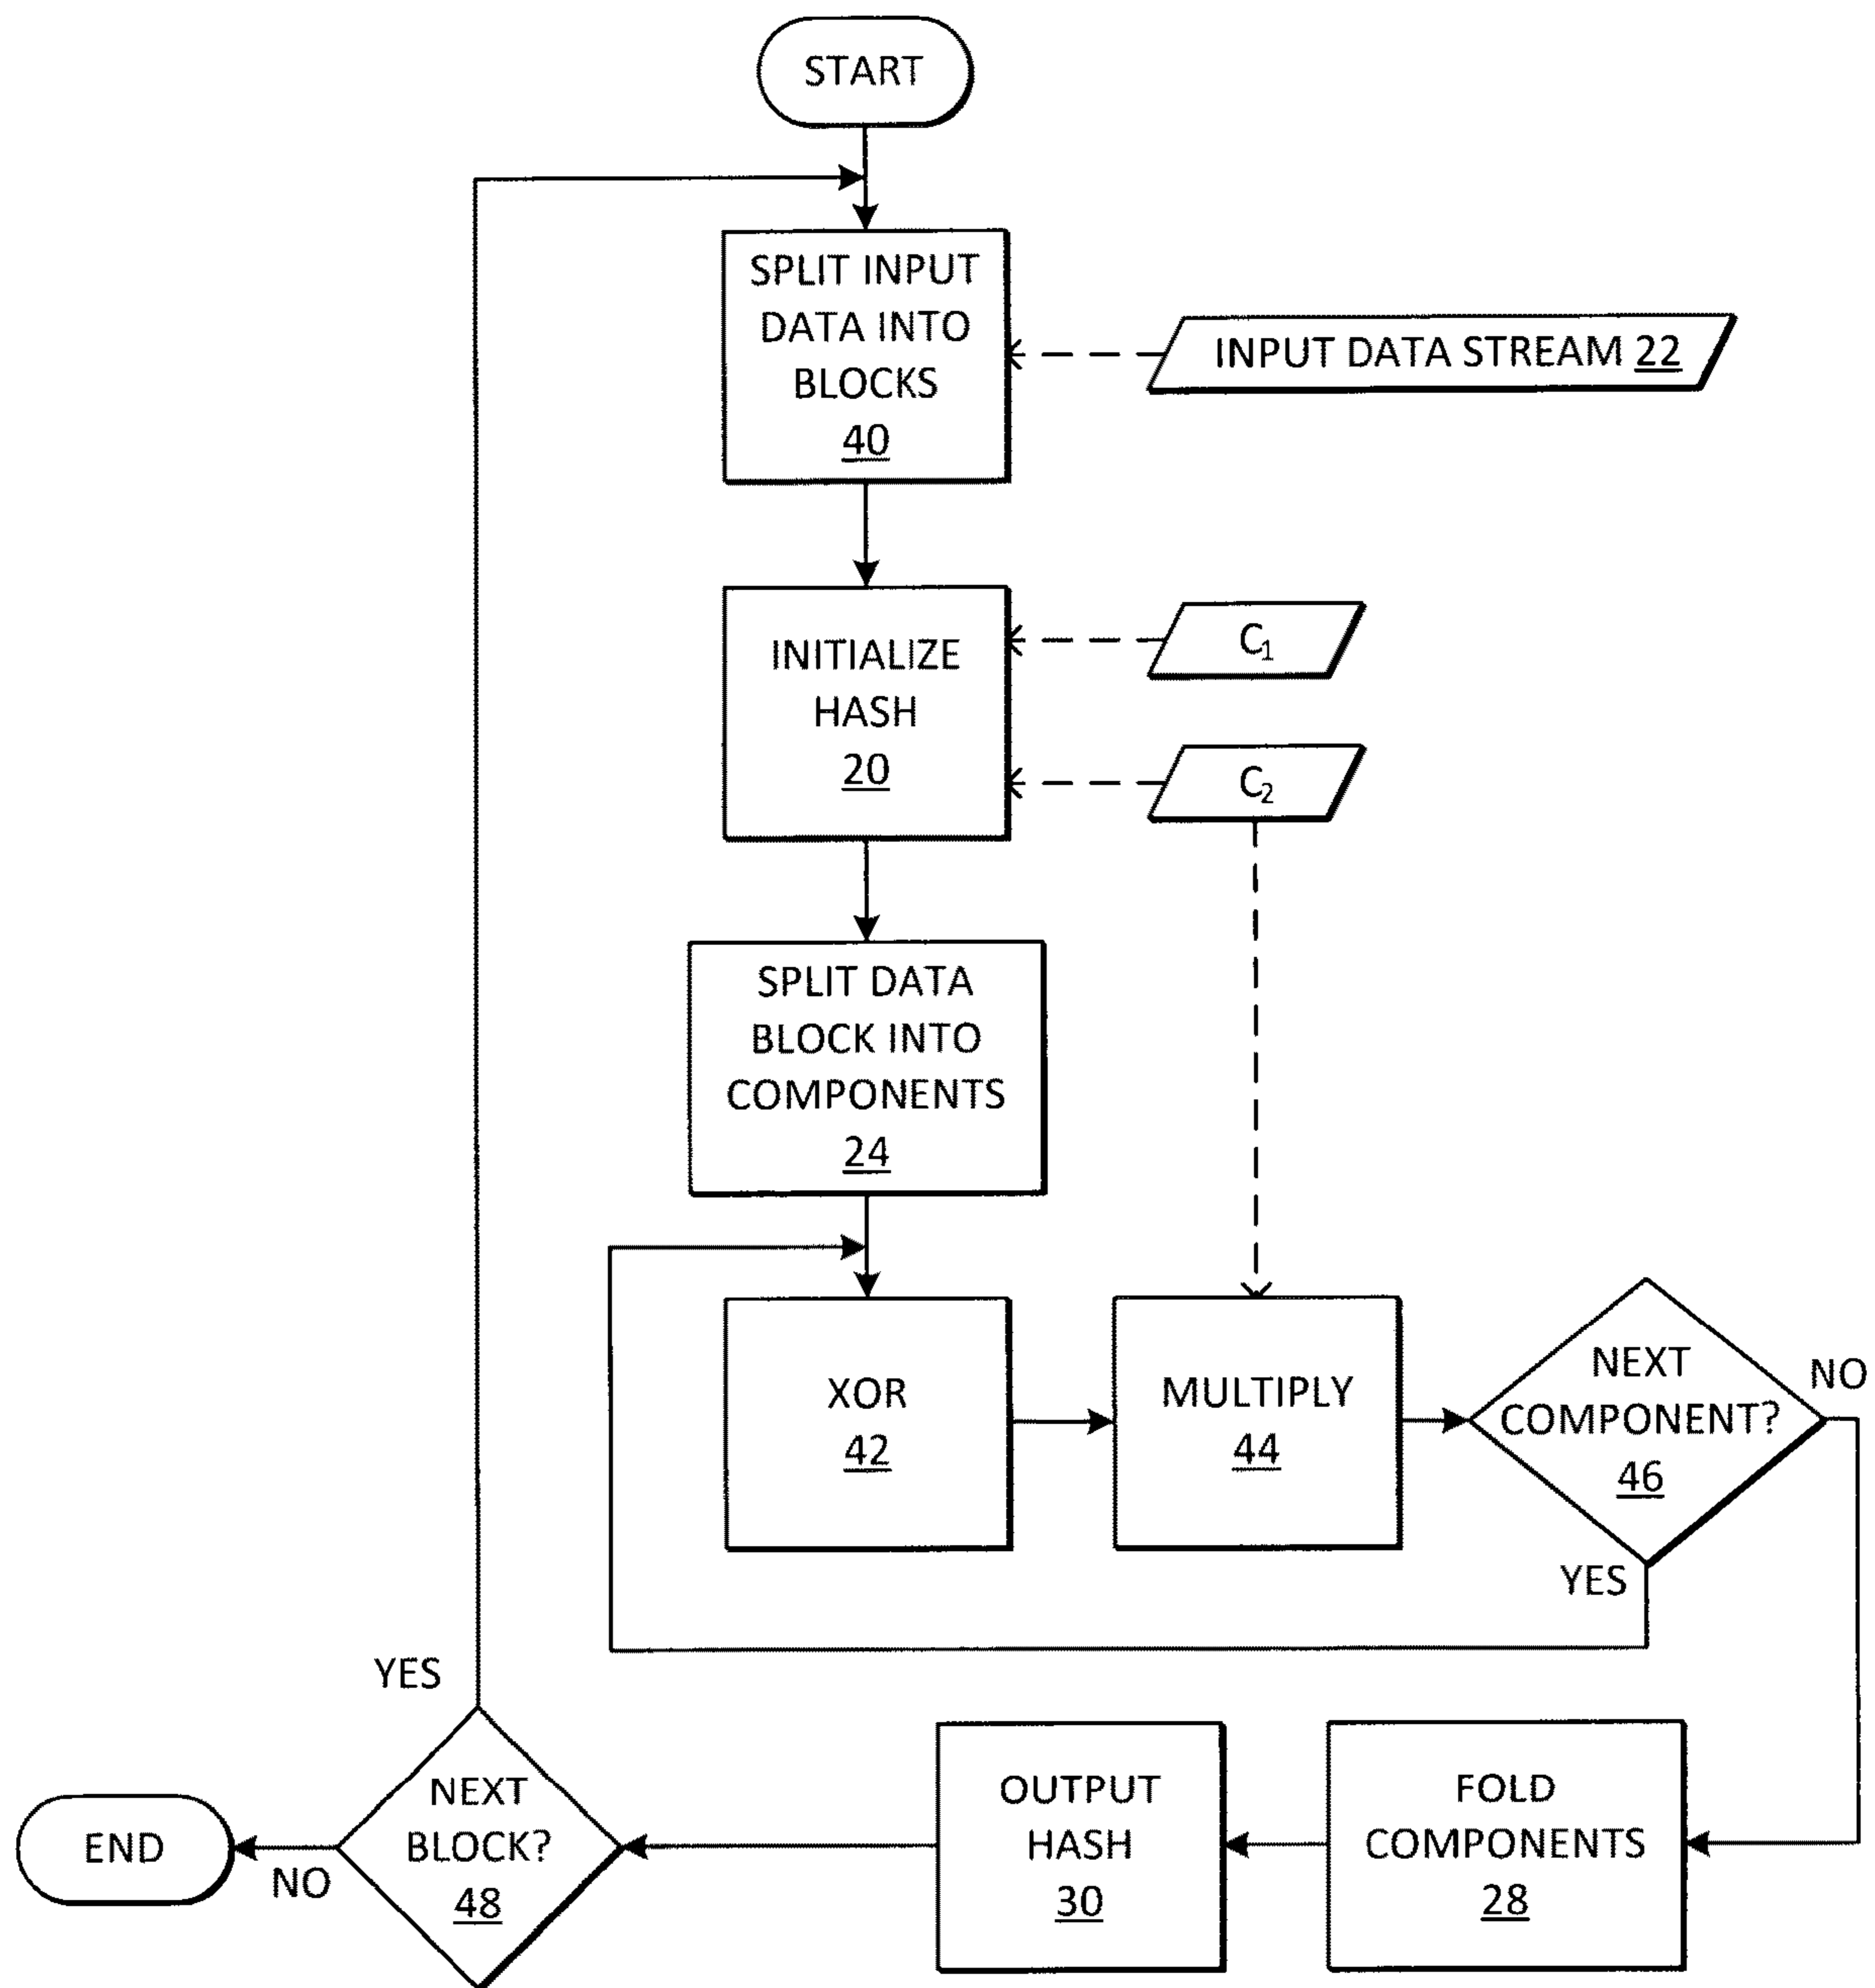 START
SPLIT INPUT
DATA INTO
BLOCKS
40
INPUT DATA STREAM 22
INITIALIZE
HASH
20
C₁
C₂
SPLIT DATA
BLOCK INTO
COMPONENTS
24
XOR
42
MULTIPLY
44
NEXT
COMPONENT?
46
NO
YES
FOLD
COMPONENTS
28
OUTPUT
HASH
30
NEXT
BLOCK?
48
YES
NO
END